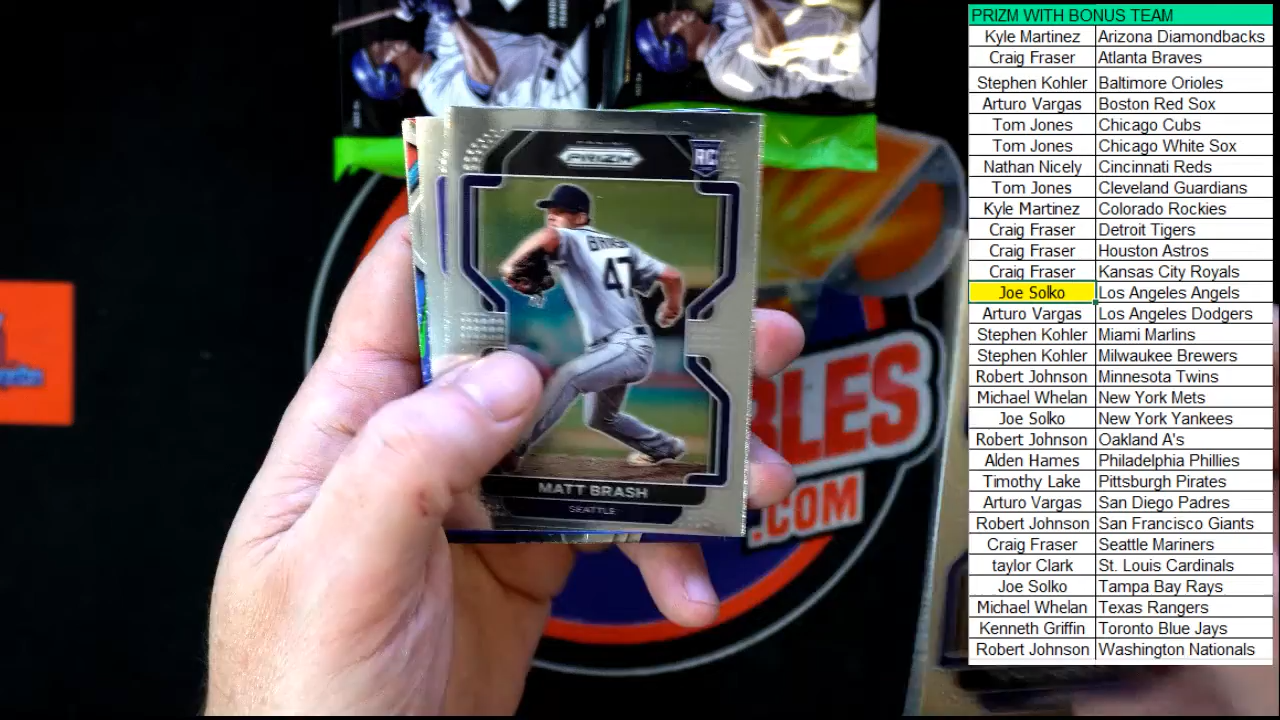 PRIZM
RC
BRASH
47
MATT BRASH
SEATTLE
BLES
.COM
PRIZM WITH BONUS TEAM
Kyle Martinez Arizona Diamondbacks
Craig Fraser Atlanta Braves
Stephen Kohler Baltimore Orioles
Arturo Vargas Boston Red Sox
Tom Jones Chicago Cubs
Tom Jones Chicago White Sox
Nathan Nicely Cincinnati Reds
Tom Jones Cleveland Guardians
Kyle Martinez Colorado Rockies
Craig Fraser Detroit Tigers
Craig Fraser Houston Astros
Craig Fraser Kansas City Royals
Joe Solko Los Angeles Angels
Arturo Vargas Los Angeles Dodgers
Stephen Kohler Miami Marlins
Stephen Kohler Milwaukee Brewers
Robert Johnson Minnesota Twins
Michael Whelan New York Mets
Joe Solko New York Yankees
Robert Johnson Oakland A's
Alden Hames Philadelphia Phillies
Timothy Lake Pittsburgh Pirates
Arturo Vargas San Diego Padres
Robert Johnson San Francisco Giants
Craig Fraser Seattle Mariners
taylor Clark St. Louis Cardinals
Joe Solko Tampa Bay Rays
Michael Whelan Texas Rangers
Kenneth Griffin Toronto Blue Jays
Robert Johnson Washington Nationals